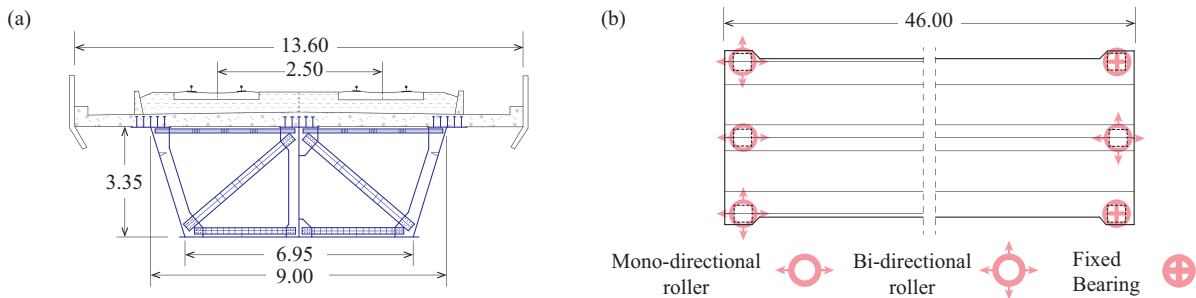 (a)
13.60
2.50
3.35
6.95
9.00
(b)
46.00
Mono-directional
roller
Bi-directional
roller
Fixed
Bearing